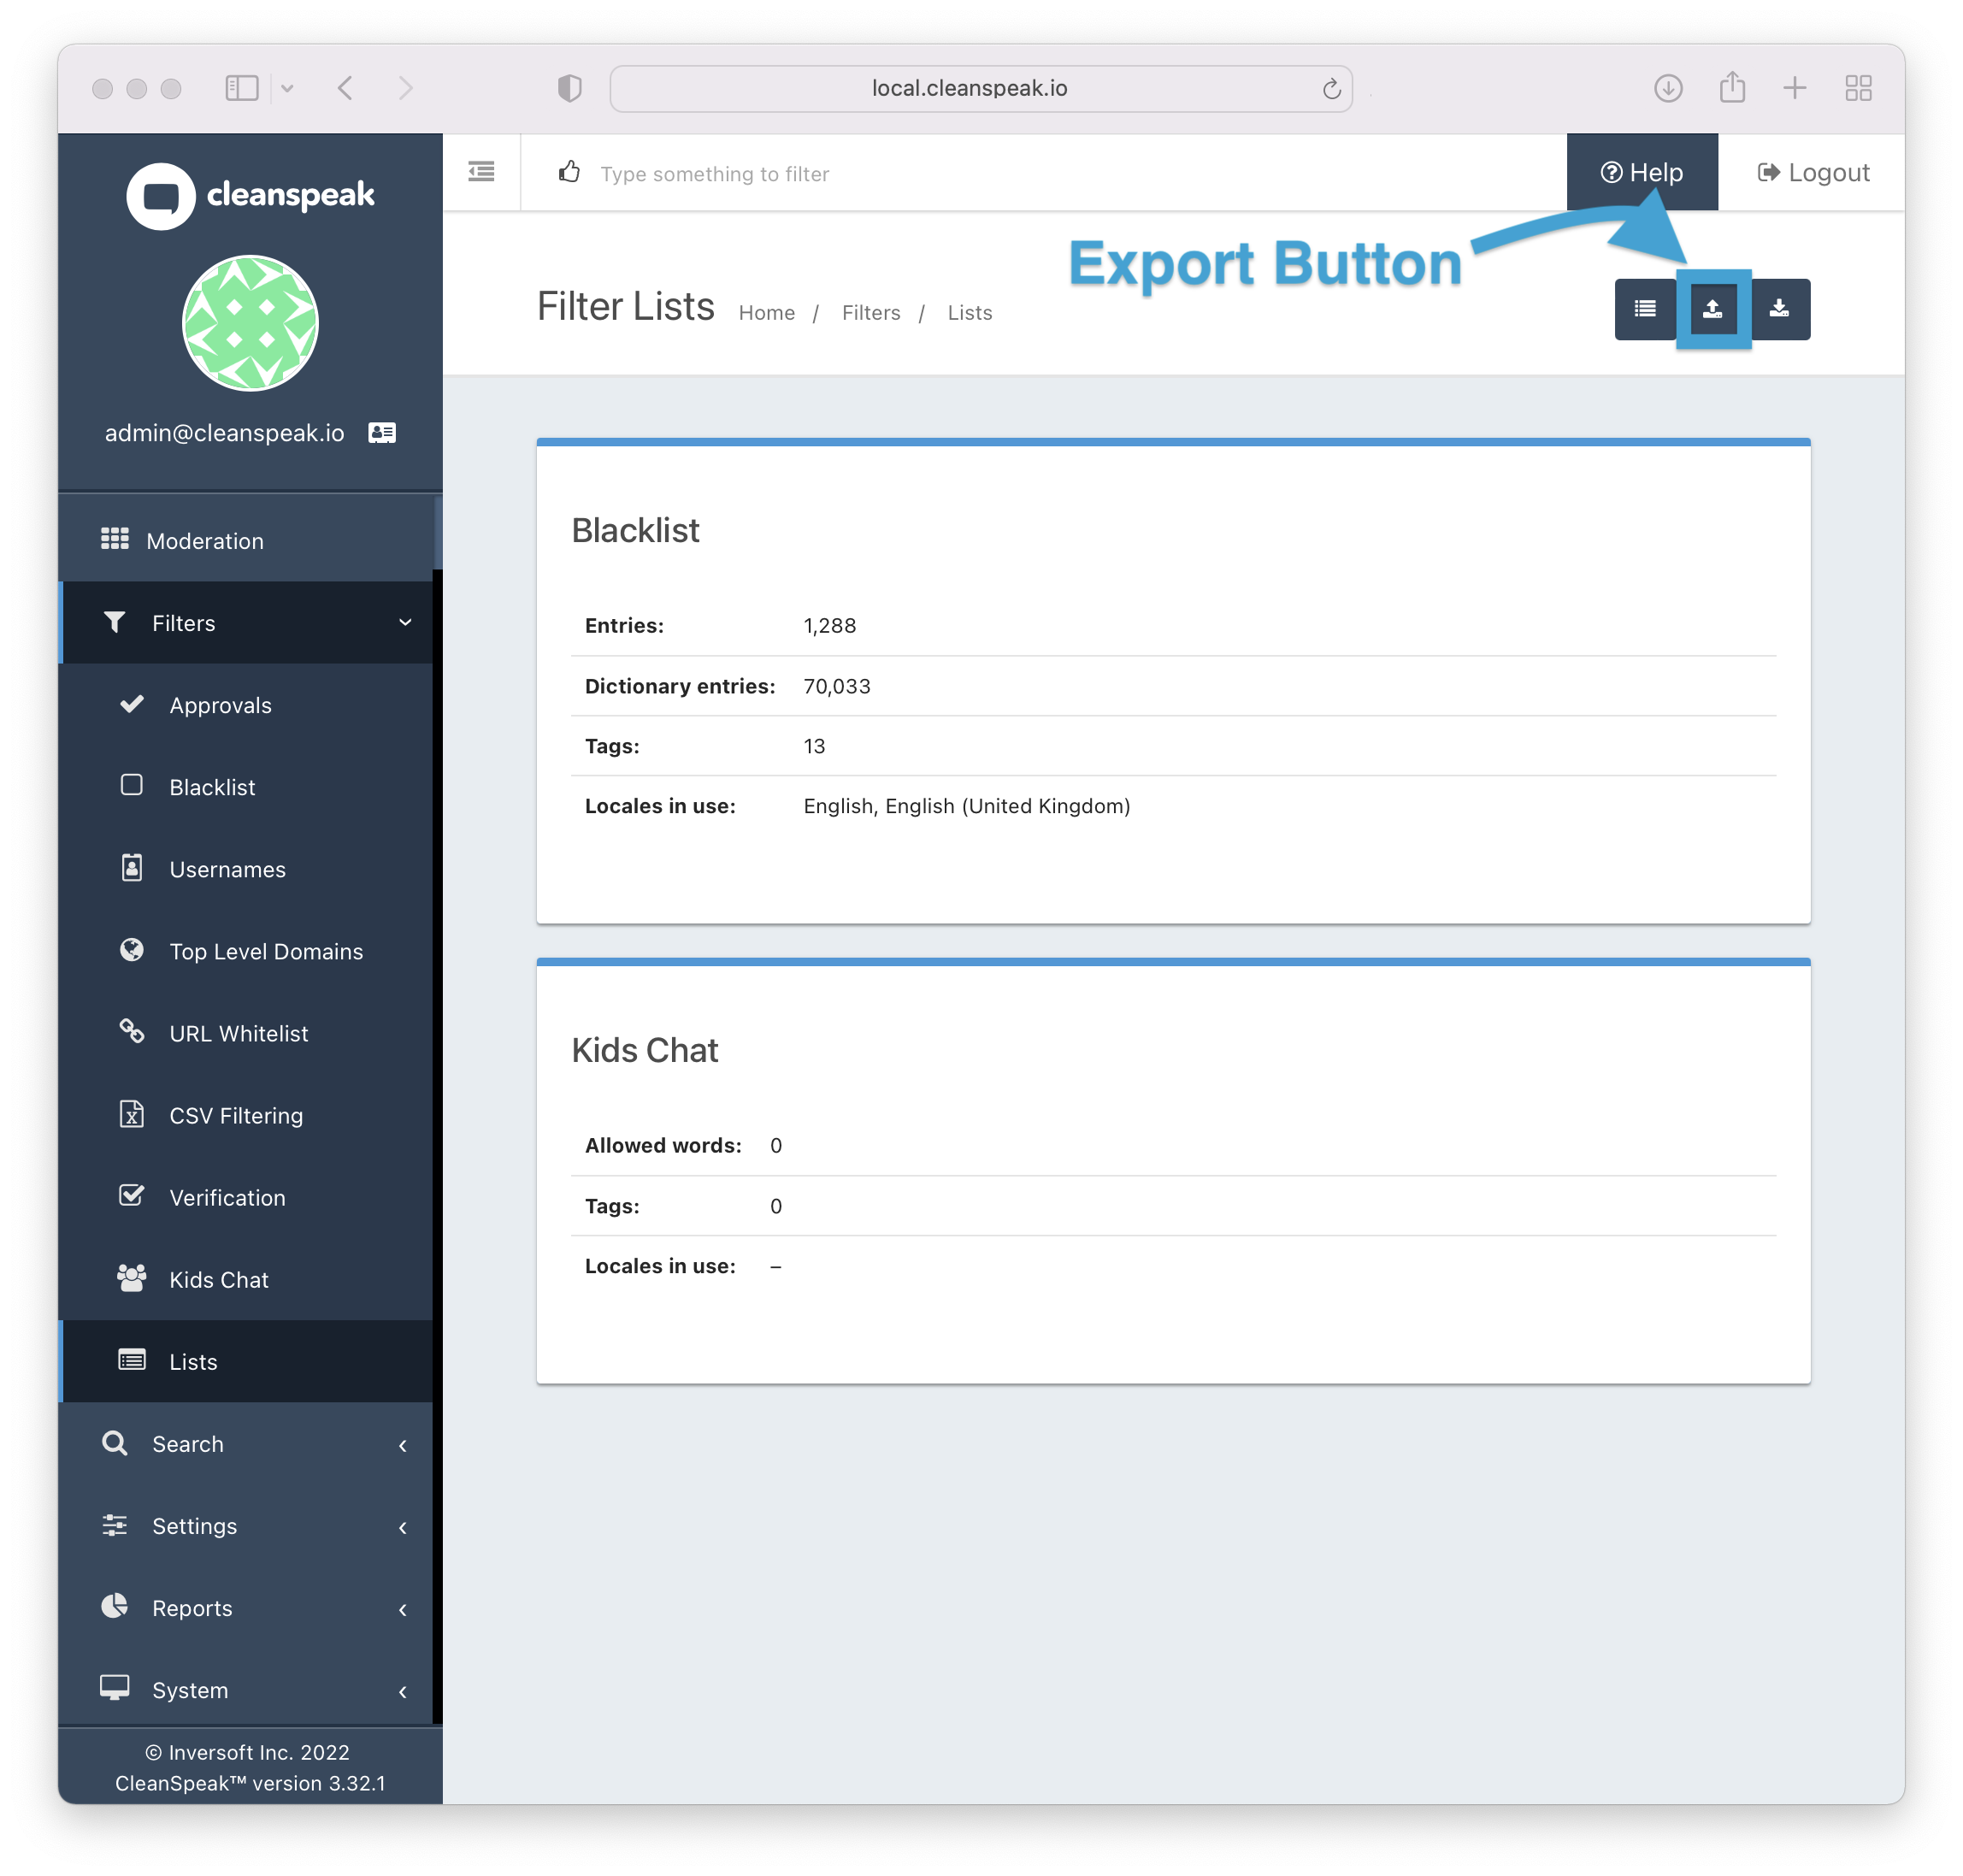 local.cleanspeak.io
cleanspeak
Type something to filter
Help
Logout
Export Button
Filter Lists Home / Filters / Lists
admin@cleanspeak.io
Moderation
Filters
Approvals
Blacklist
Usernames
Top Level Domains
URL Whitelist
CSV Filtering
Verification
Kids Chat
Lists
Search
Settings
Reports
System
© Inversoft Inc. 2022
CleanSpeak™ version 3.32.1
Blacklist
Entries: 1,288
Dictionary entries: 70,033
Tags: 13
Locales in use: English, English (United Kingdom)
Kids Chat
Allowed words: 0
Tags: 0
Locales in use: –